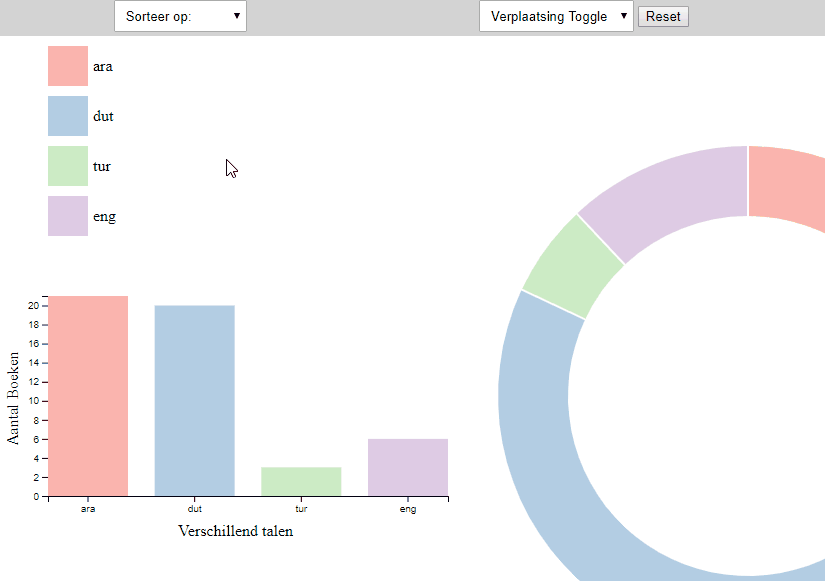 Sorteer op: Verplaatsing Toggle Reset
ara
dut
tur
eng
20
18
16
14
12
10
8
6
4
2
0
Aantal Boeken
ara dut tur eng
Verschillend talen